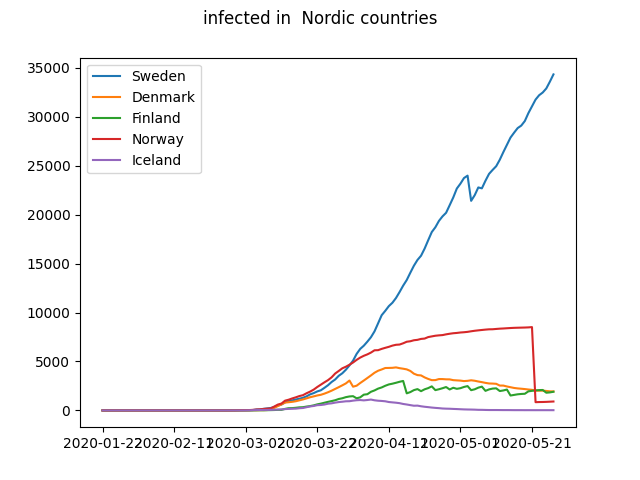 infected in  Nordic countries
35000
30000
25000
20000
15000
10000
5000
0
Sweden
Denmark
Finland
Norway
Iceland
2020-01-22 2020-02-11 2020-03-02 2020-03-22 2020-04-11 2020-05-01 2020-05-21